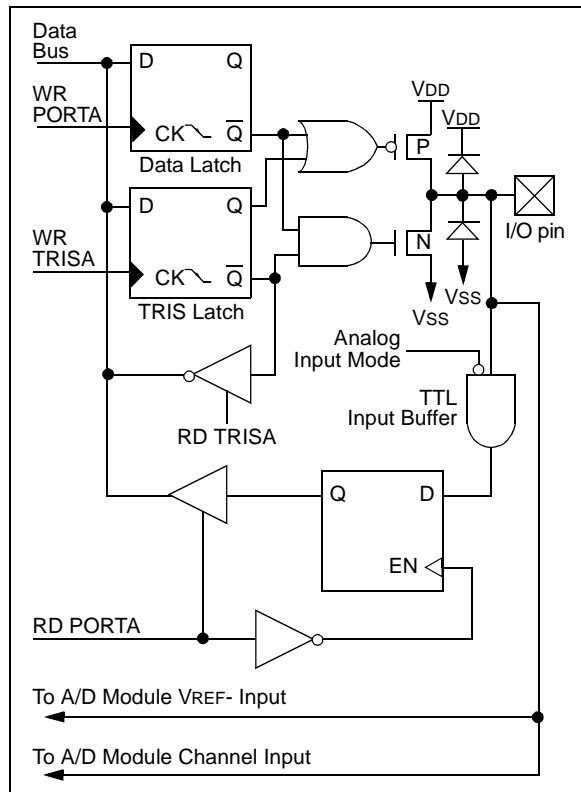 Data
Bus
D Q
WR
PORTA
VDD
VDD
CK Q
P
Data Latch
D Q
I/O pin
N
WR
TRISA
CK Q
VSS
VSS
TRIS Latch
Analog
Input Mode
TTL
Input Buffer
RD TRISA
Q D
EN
RD PORTA
To A/D Module VREF- Input
To A/D Module Channel Input